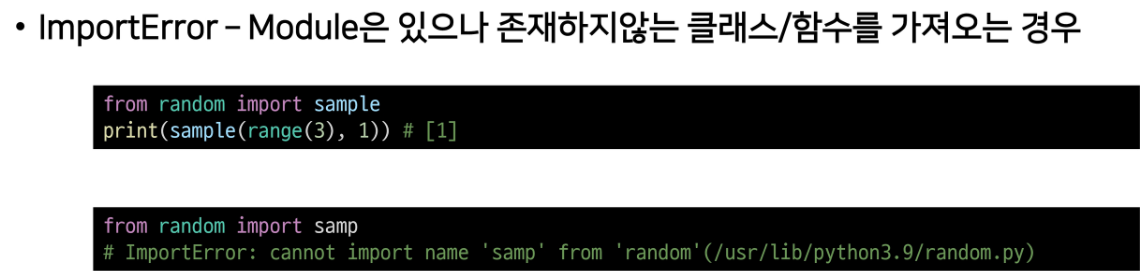 • ImportError – Module은 있으나 존재하지않는 클래스/함수를 가져오는 경우
from random import sample
print(sample(range(3), 1)) # [1]
from random import samp
# ImportError: cannot import name 'samp' from 'random'(/usr/lib/python3.9/random.py)